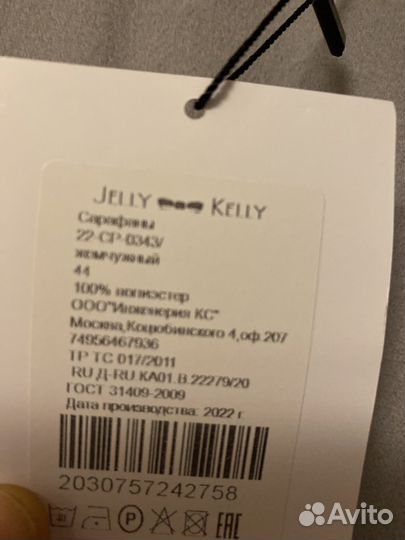 JELLY KELLY
Сарафаны
22-СР-0343/
жемчужный
44
100% полиэстер
ООО"Инженерия КС"
Москва,Коцюбинского 4,оф.207
74956467936
ТР ТС 017/2011
RU.Д-RU.КА01.В.22279/20
ГОСТ 31409-2009
Дата производства: 2022 г.
2030757242758
P
EAC
Avito